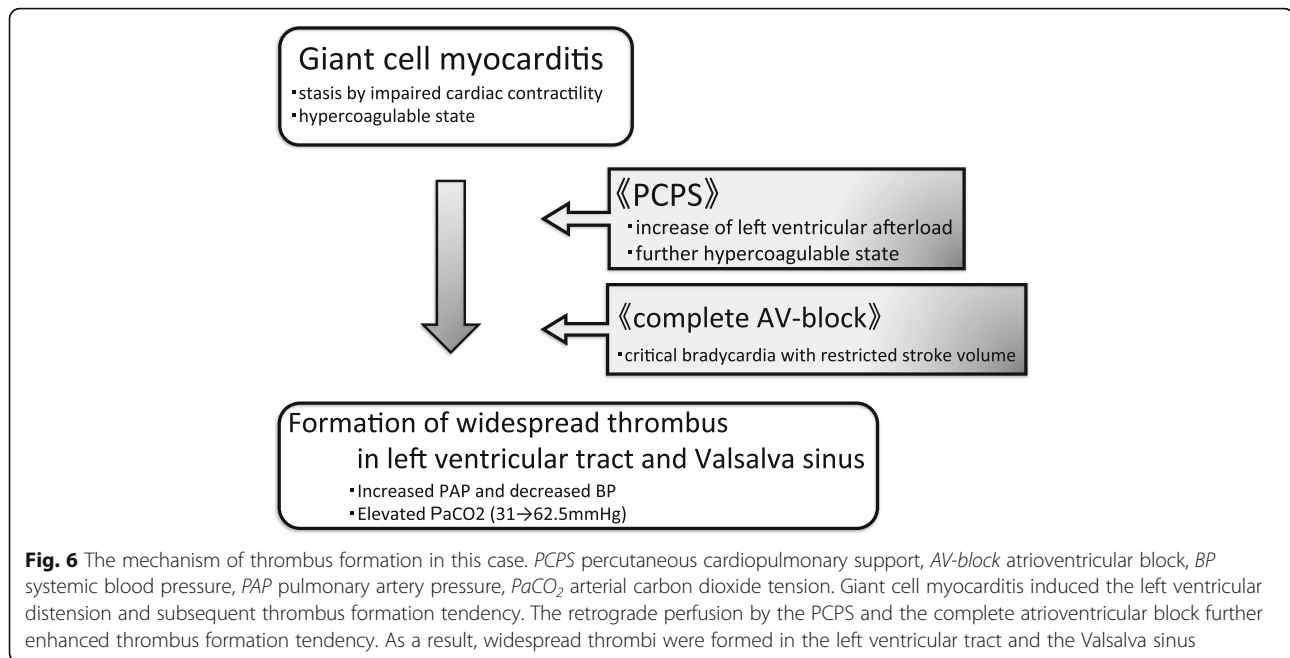 Giant cell myocarditis
▪stasis by impaired cardiac contractility
▪hypercoagulable state
《PCPS》
▪increase of left ventricular afterload
▪further hypercoagulable state
《complete AV-block》
▪critical bradycardia with restricted stroke volume
Formation of widespread thrombus
in left ventricular tract and Valsalva sinus
▪Increased PAP and decreased BP
▪Elevated PaCO2 (31→62.5mmHg)
Fig. 6 The mechanism of thrombus formation in this case. PCPS percutaneous cardiopulmonary support, AV-block atrioventricular block, BP
systemic blood pressure, PAP pulmonary artery pressure, PaCO₂ arterial carbon dioxide tension. Giant cell myocarditis induced the left ventricular
distension and subsequent thrombus formation tendency. The retrograde perfusion by the PCPS and the complete atrioventricular block further
enhanced thrombus formation tendency. As a result, widespread thrombi were formed in the left ventricular tract and the Valsalva sinus